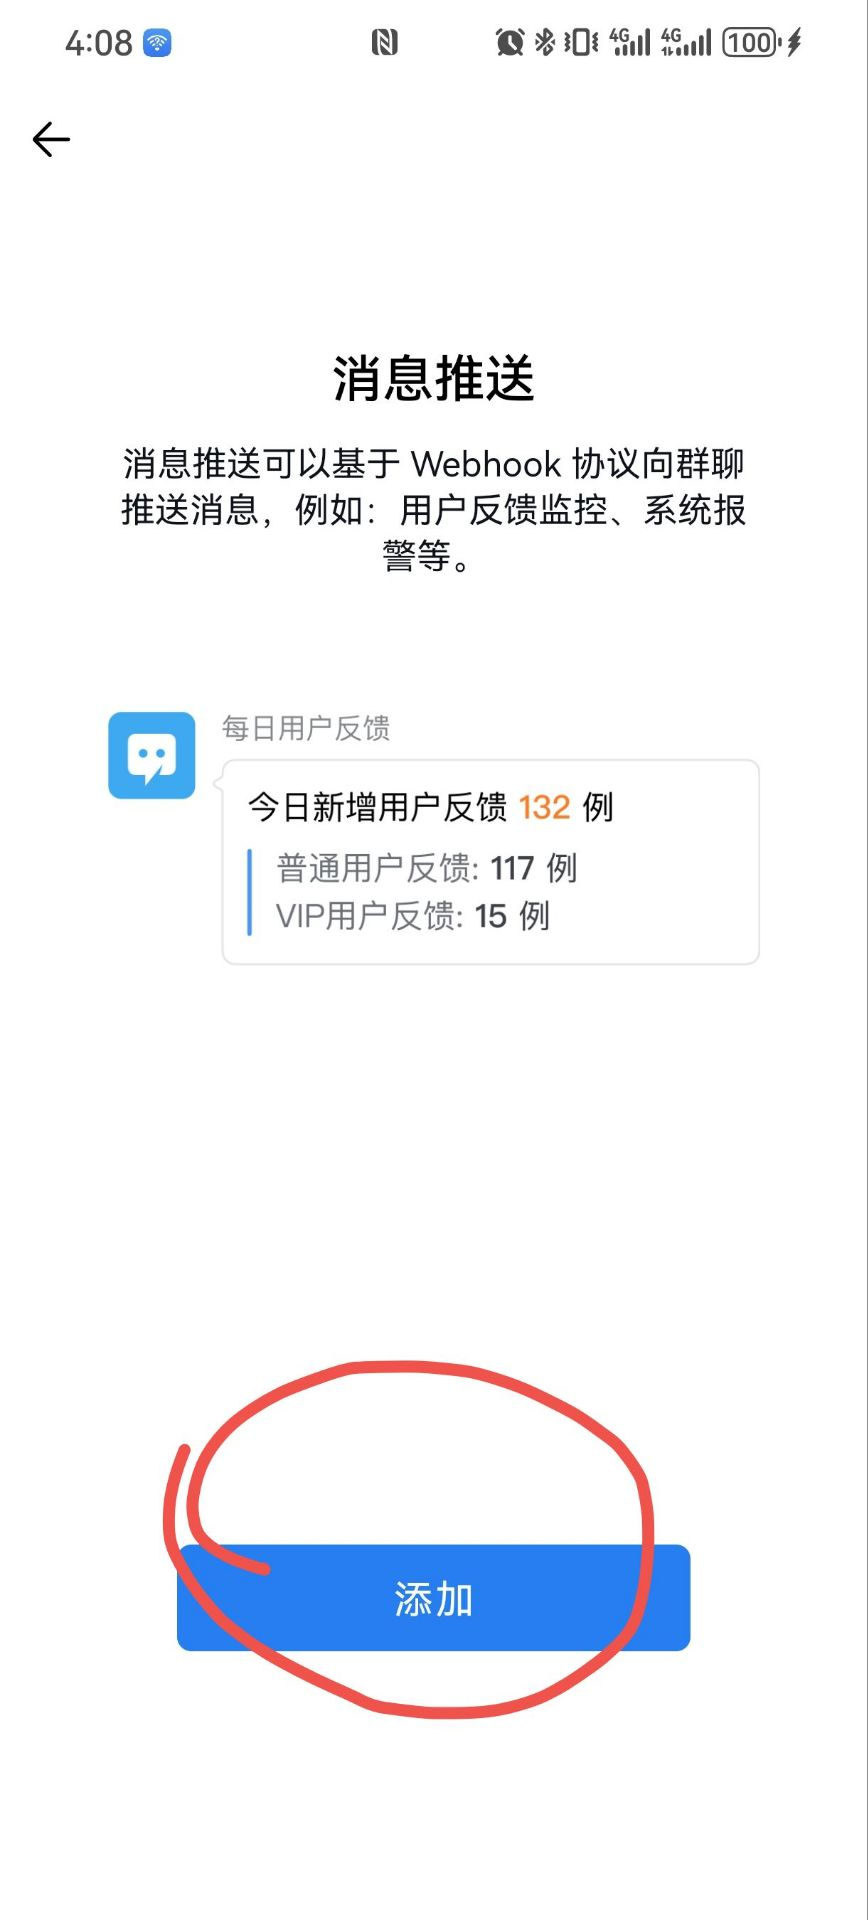 4:08 4G 4G 100
消息推送
消息推送可以基于 Webhook 协议向群聊
推送消息，例如：用户反馈监控、系统报
警等。
每日用户反馈
今日新增用户反馈 132 例
普通用户反馈: 117 例
VIP用户反馈: 15 例
添加